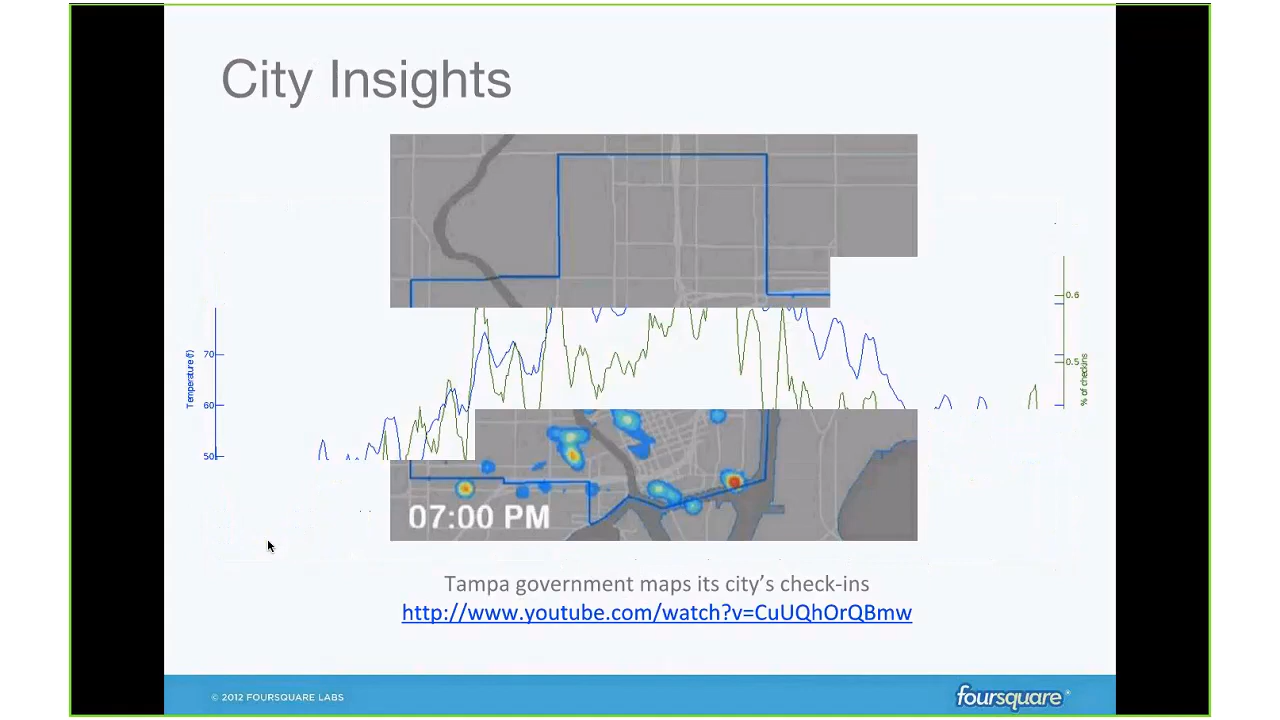 City Insights
0.6
70
0.5
Temperature (f)
% of checkins
60
50
07:00 PM
Tampa government maps its city's check-ins
http://www.youtube.com/watch?v=CuUQhOrQBmw
© 2012 FOURSQUARE LABS
foursquare®